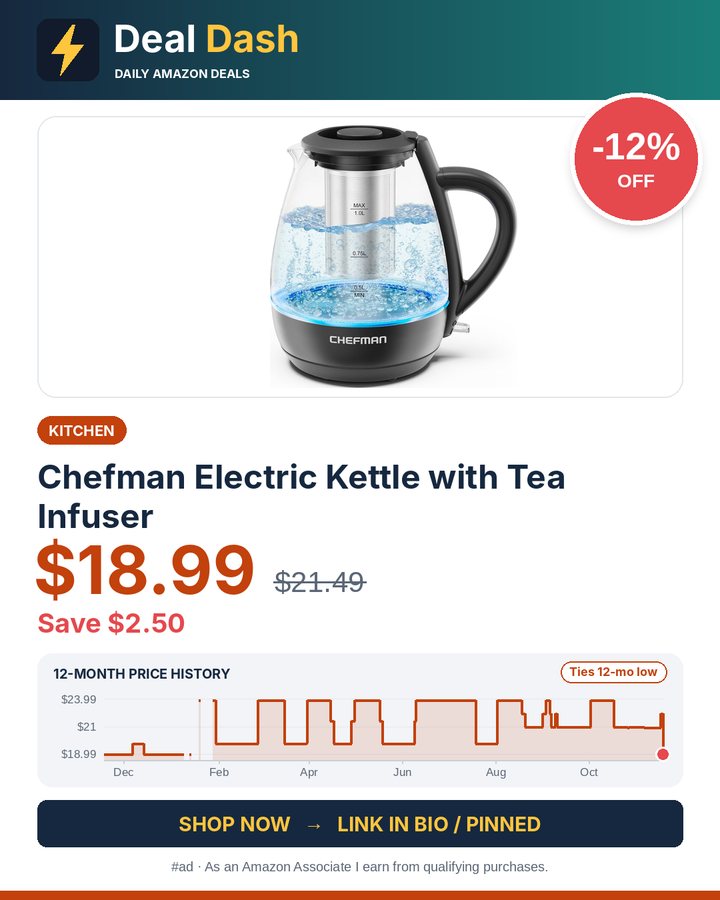 Deal Dash
DAILY AMAZON DEALS
-12%
OFF
MAX
1.0L
0.75L
0.5L
MIN
CHEFMAN
KITCHEN
Chefman Electric Kettle with Tea
Infuser
$18.99 $21.49
Save $2.50
12-MONTH PRICE HISTORY
Ties 12-mo low
$23.99
$21
$18.99
Dec Feb Apr Jun Aug Oct
SHOP NOW → LINK IN BIO / PINNED
#ad · As an Amazon Associate I earn from qualifying purchases.